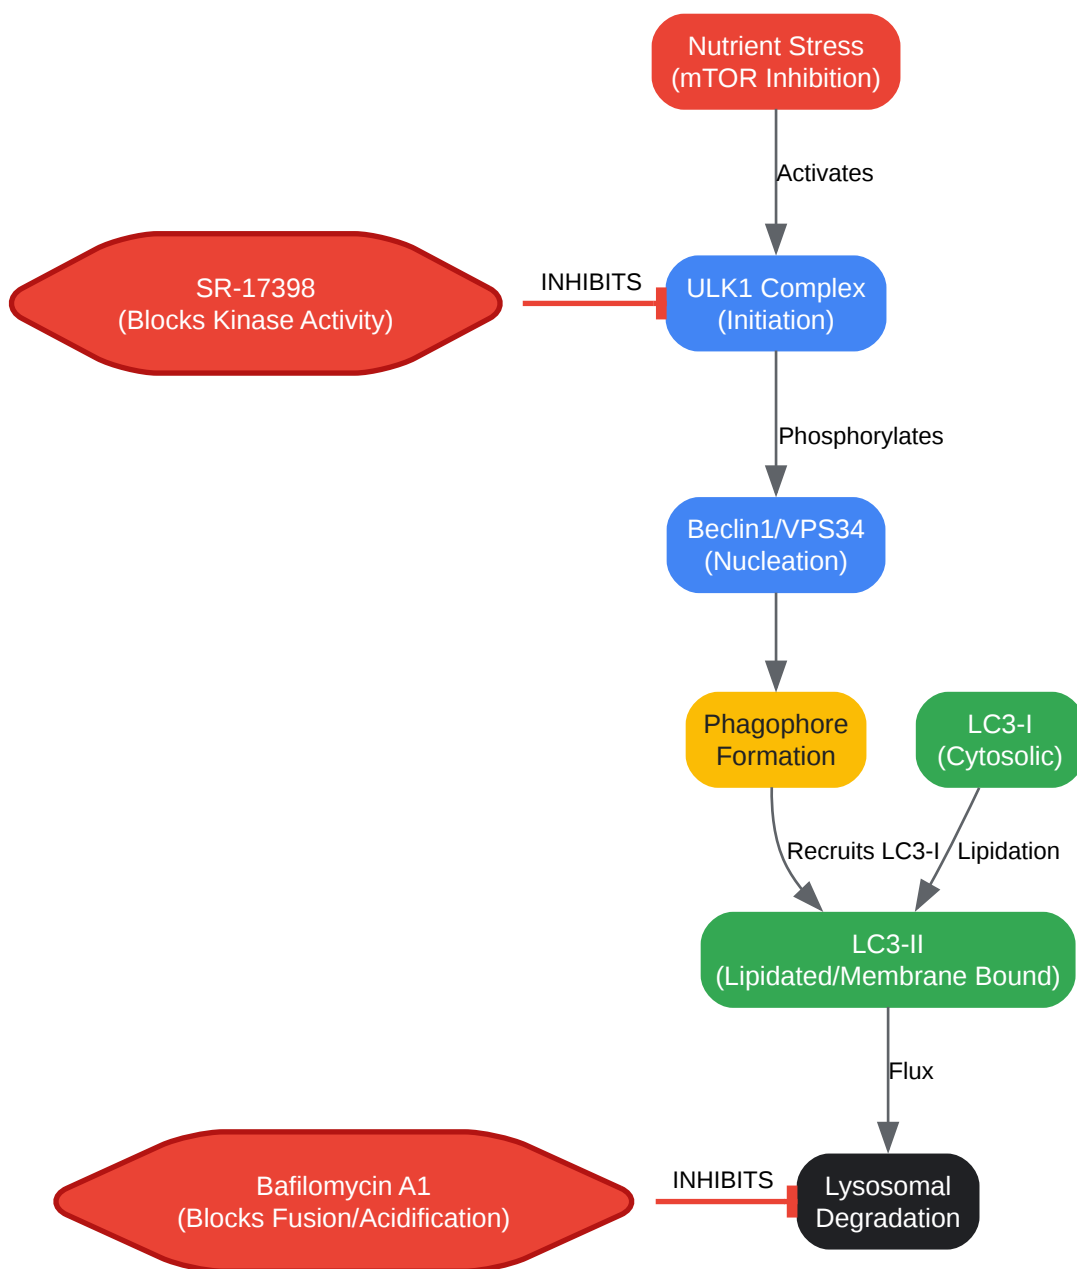 Nutrient Stress
(mTOR Inhibition)
Activates
SR-17398
(Blocks Kinase Activity)
INHIBITS
ULK1 Complex
(Initiation)
Phosphorylates
Beclin1/VPS34
(Nucleation)
Phagophore
Formation
LC3-I
(Cytosolic)
Recruits LC3-I
Lipidation
LC3-II
(Lipidated/Membrane Bound)
Flux
Bafilomycin A1
(Blocks Fusion/Acidification)
INHIBITS
Lysosomal
Degradation